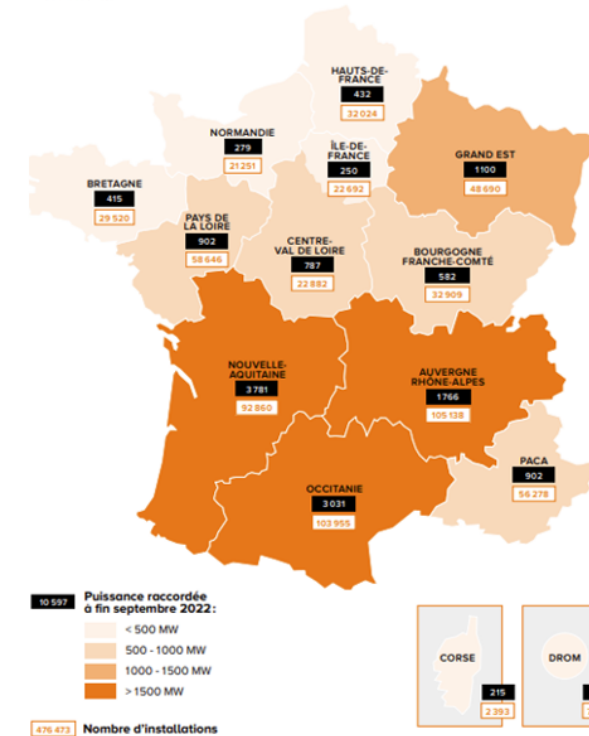 HAUTS-DE-
FRANCE
432
32 024
NORMANDIE
279
21 251
ÎLE-DE-
FRANCE
250
22 692
GRAND EST
1100
48 690
BRETAGNE
415
29 520
PAYS DE
LA LOIRE
902
58 646
CENTRE-
VAL DE LOIRE
787
22 882
BOURGOGNE
FRANCHE-COMTÉ
582
32 909
NOUVELLE-
AQUITAINE
3 781
92 860
AUVERGNE
RHÔNE-ALPES
1766
105 138
PACA
902
56 278
OCCITANIE
3 031
103 955
10 597 Puissance raccordée
à fin septembre 2022 :
< 500 MW
500 - 1000 MW
1000 - 1500 MW
> 1500 MW
476 473 Nombre d'installations
CORSE
215
2 393
DROM